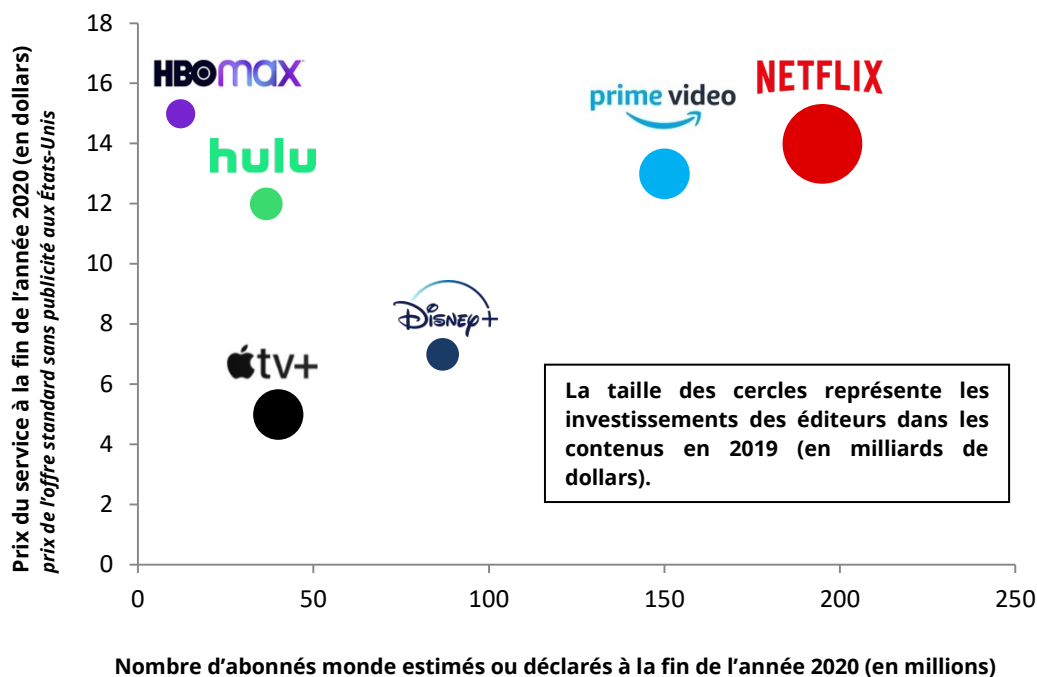 18
16
14
12
10
8
6
4
2
0
Prix du service à la fin de l'année 2020 (en dollars)
prix de l'offre standard sans publicité aux États-Unis
HBOmax
hulu
prime video
NETFLIX
Disney+
tv+
La taille des cercles représente les
investissements des éditeurs dans les
contenus en 2019 (en milliards de
dollars).
0 50 100 150 200 250
Nombre d'abonnés monde estimés ou déclarés à la fin de l'année 2020 (en millions)